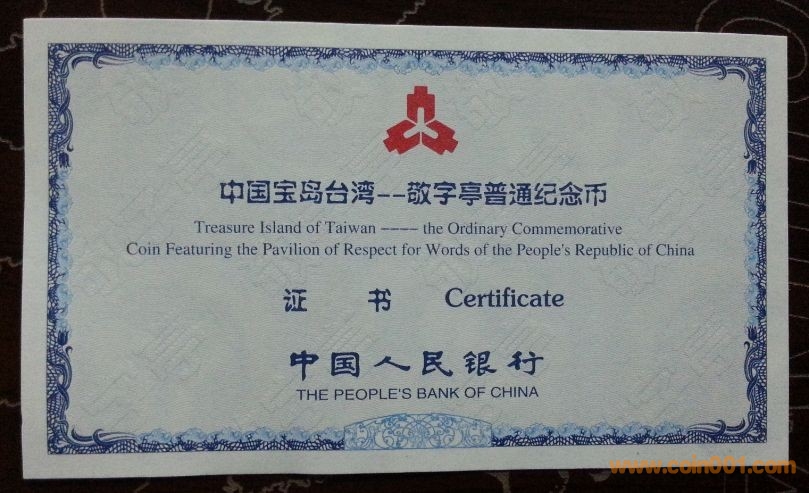 中国宝岛台湾--敬字亭普通纪念币
Treasure Island of Taiwan ---- the Ordinary Commemorative
Coin Featuring the Pavilion of Respect for Words of the People's Republic of China
证 书 Certificate
中国人民银行
THE PEOPLE'S BANK OF CHINA
www.coin001.com